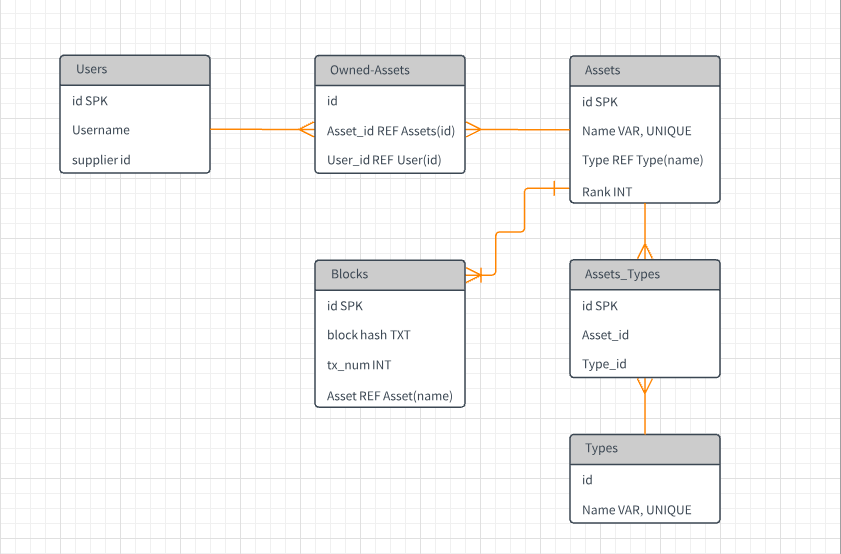 Users
id SPK
Username
supplier id
Owned-Assets
id
Asset_id REF Assets(id)
User_id REF User(id)
Assets
id SPK
Name VAR, UNIQUE
Type REF Type(name)
Rank INT
Blocks
id SPK
block hash TXT
tx_num INT
Asset REF Asset(name)
Assets_Types
id SPK
Asset_id
Type_id
Types
id
Name VAR, UNIQUE